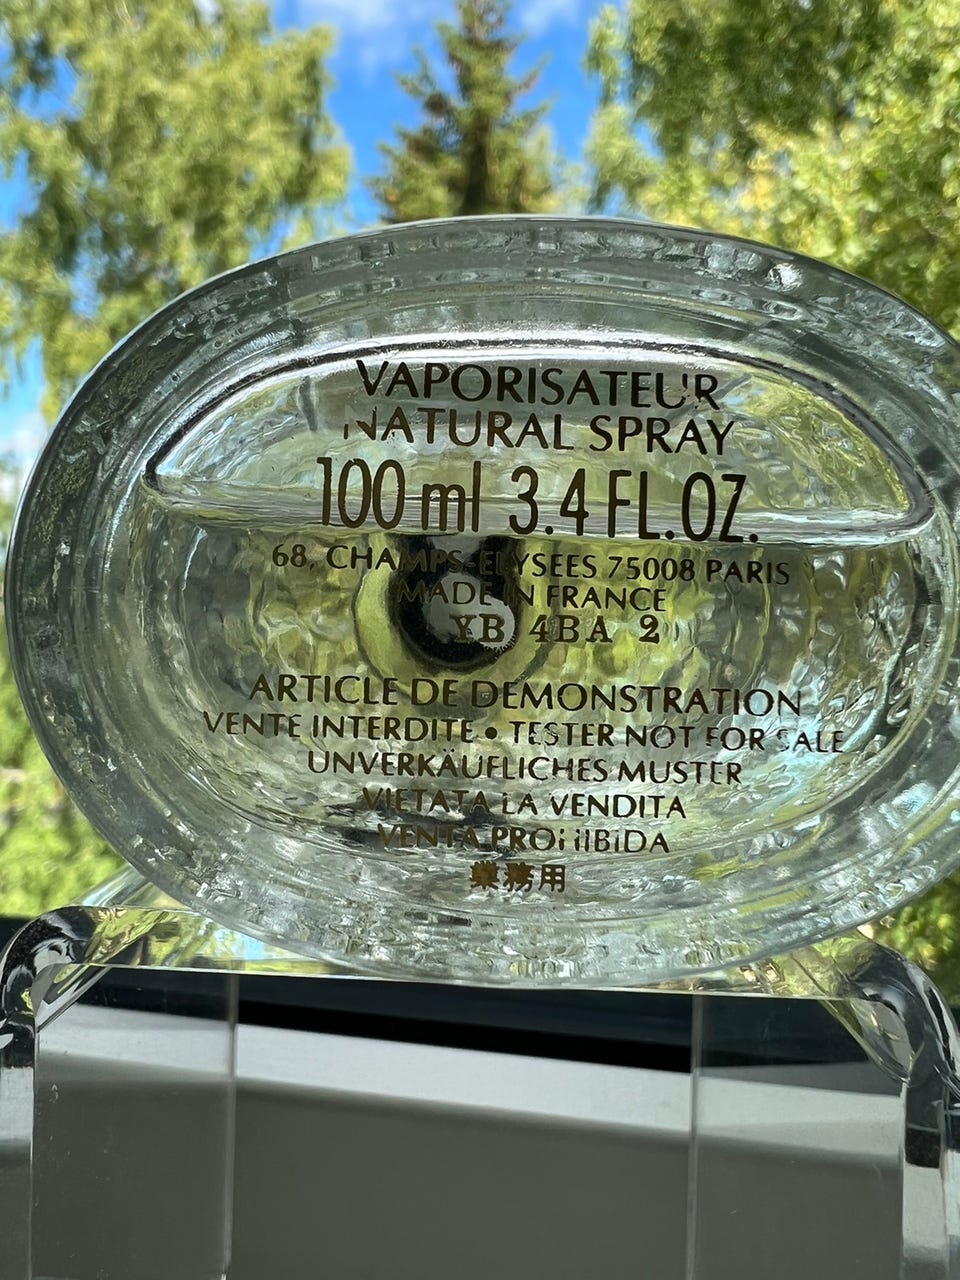 VAPORISATEUR
NATURAL SPRAY
100 ml 3.4 FL.OZ.
68, CHAMPS-ELYSEES 75008 PARIS
MADE IN FRANCE
YB 4BA 2
ARTICLE DE DEMONSTRATION
VENTE INTERDITE • TESTER NOT FOR SALE
UNVERKÄUFLICHES MUSTER
VIETATA LA VENDITA
VENTA PROHIBIDA
業務用